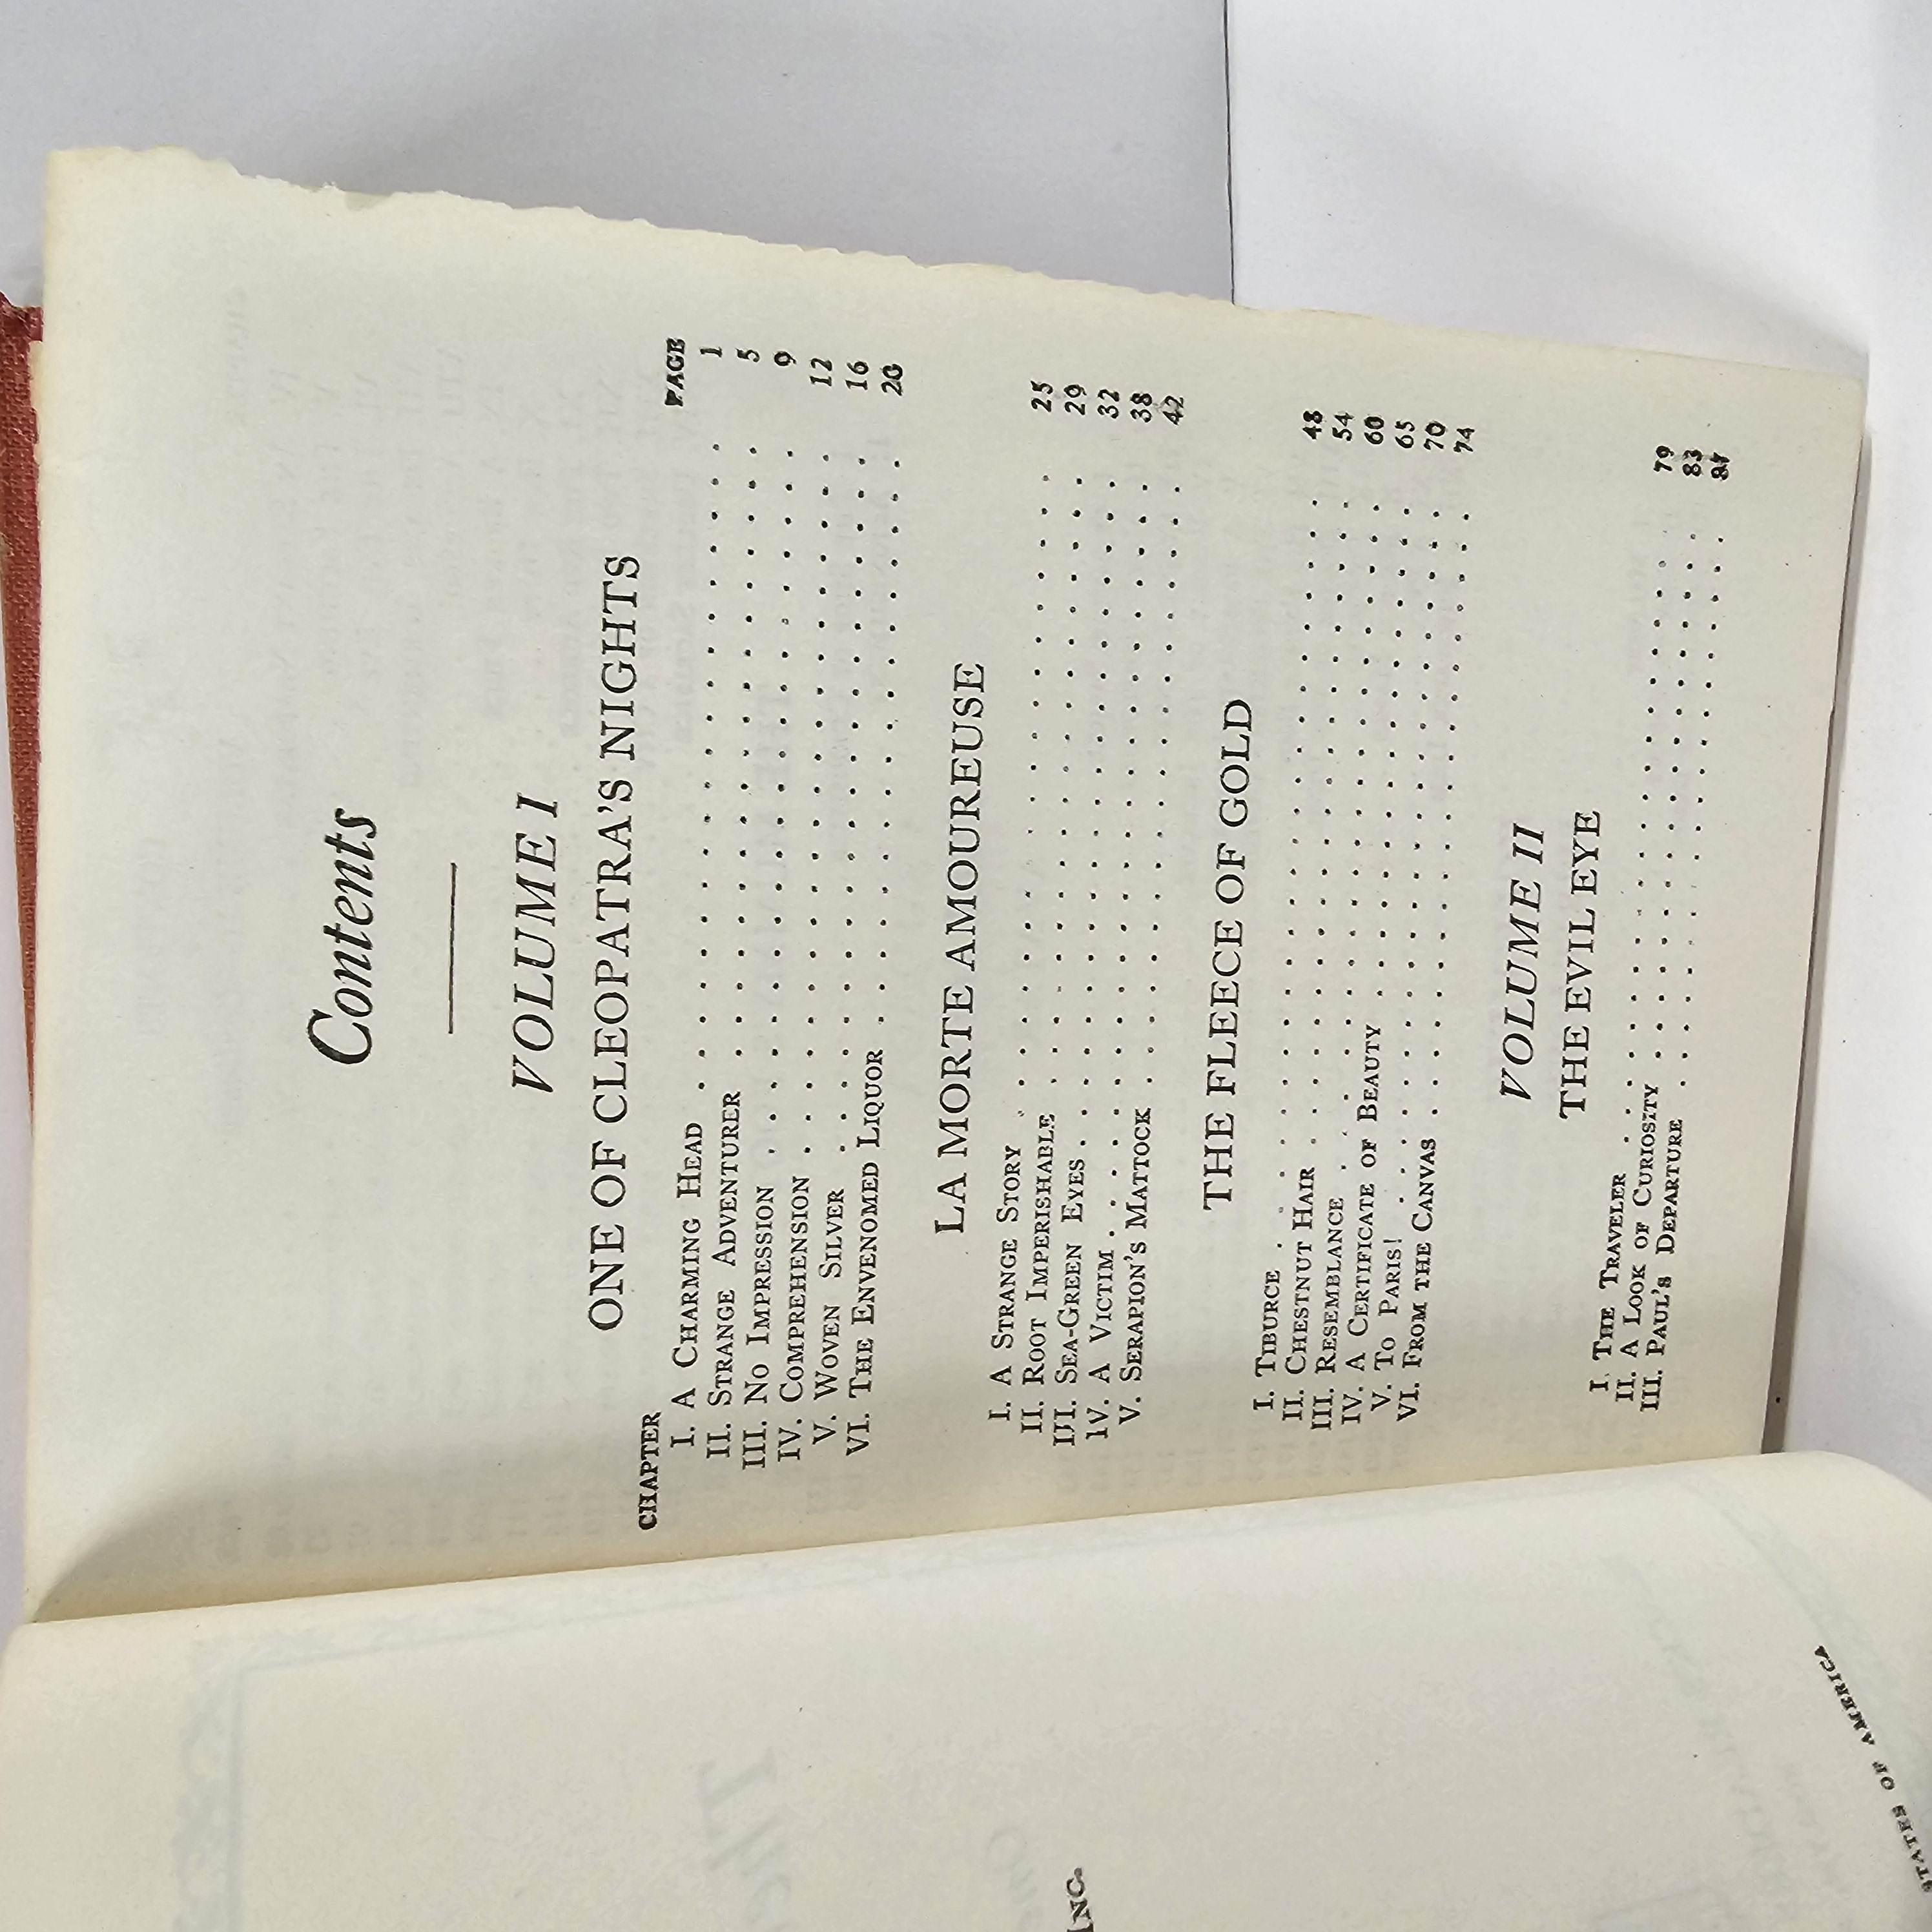 INC.
STATES OF AMERICA
Contents
VOLUME I
ONE OF CLEOPATRA'S NIGHTS
CHAPTER PAGE
I. A CHARMING HEAD . . . . . . . . . . . . . . . . . . 1
II. STRANGE ADVENTURER . . . . . . . . . . . . . . . . . 5
III. NO IMPRESSION . . . . . . . . . . . . . . . . . . . . 9
IV. COMPREHENSION . . . . . . . . . . . . . . . . . . . . 12
V. WOVEN SILVER . . . . . . . . . . . . . . . . . . . . 16
VI. THE ENVENOMED LIQUOR . . . . . . . . . . . . . . . . 20
LA MORTE AMOUREUSE
I. A STRANGE STORY . . . . . . . . . . . . . . . . . . 25
II. ROOT IMPERISHABLE . . . . . . . . . . . . . . . . . . 29
III. SEA-GREEN EYES . . . . . . . . . . . . . . . . . . . 32
IV. A VICTIM . . . . . . . . . . . . . . . . . . . . . . 38
V. SERAPION'S MATTOCK . . . . . . . . . . . . . . . . . 42
THE FLEECE OF GOLD
I. TIBURCE . . . . . . . . . . . . . . . . . . . . . . 48
II. CHESTNUT HAIR . . . . . . . . . . . . . . . . . . . 54
III. RESEMBLANCE . . . . . . . . . . . . . . . . . . . . 60
IV. A CERTIFICATE OF BEAUTY . . . . . . . . . . . . . . . 65
V. TO PARIS! . . . . . . . . . . . . . . . . . . . . . 70
VI. FROM THE CANVAS . . . . . . . . . . . . . . . . . . 74
VOLUME II
THE EVIL EYE
I. THE TRAVELER . . . . . . . . . . . . . . . . . . . . 79
II. A LOOK OF CURIOSITY . . . . . . . . . . . . . . . . . 83
III. PAUL'S DEPARTURE . . . . . . . . . . . . . . . . . . 87